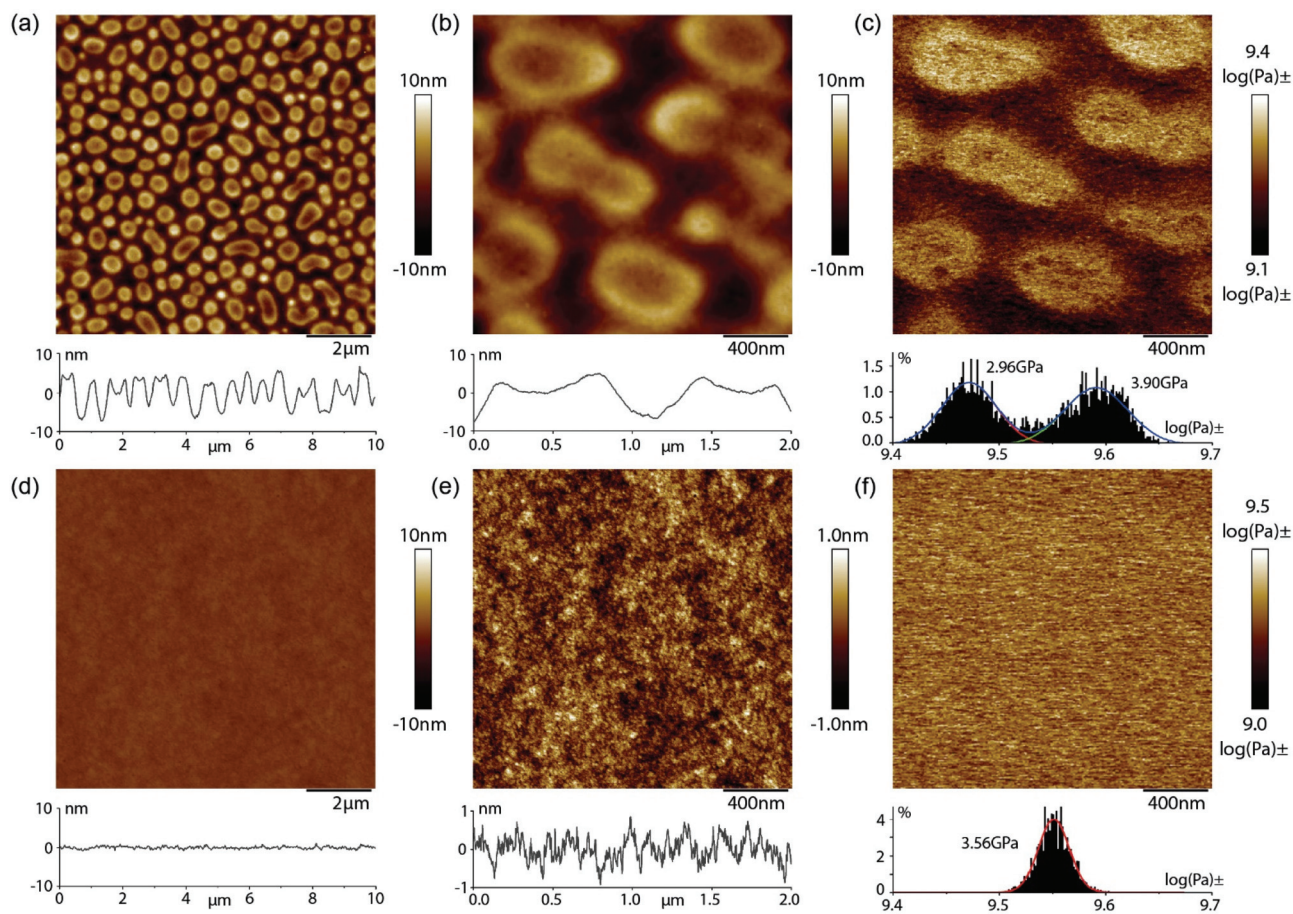 (a)
2μm
10nm
-10nm
nm
10
0
-10
0 2 4 6 8 10
μm
(b)
400nm
10nm
-10nm
nm
10
0
-10
0.0 0.5 1.0 1.5 2.0
μm
(c)
400nm
9.4
log(Pa)±
9.1
log(Pa)±
%
1.5
1.0
0.5
0.0
2.96GPa
3.90GPa
log(Pa)±
9.4 9.5 9.6 9.7
(d)
2μm
10nm
-10nm
nm
10
0
-10
0 2 4 6 8 10
μm
(e)
400nm
1.0nm
-1.0nm
nm
1
0
-1
0.0 0.5 1.0 1.5 2.0
μm
(f)
400nm
9.5
log(Pa)±
9.0
log(Pa)±
%
4
2
0
3.56GPa
log(Pa)±
9.4 9.5 9.6 9.7